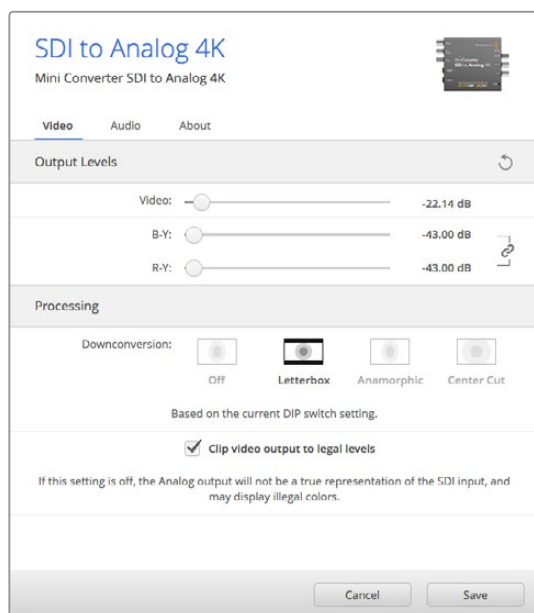 SDI to Analog 4K
Mini Converter SDI to Analog 4K
Video Audio About
Output Levels
Video: -22.14 dB
B-Y: -43.00 dB
R-Y: -43.00 dB
Processing
Downconversion:
Off Letterbox Anamorphic Center Cut
Based on the current DIP switch setting.
Clip video output to legal levels
If this setting is off, the Analog output will not be a true representation of the SDI input, and
may display illegal colors.
Cancel Save